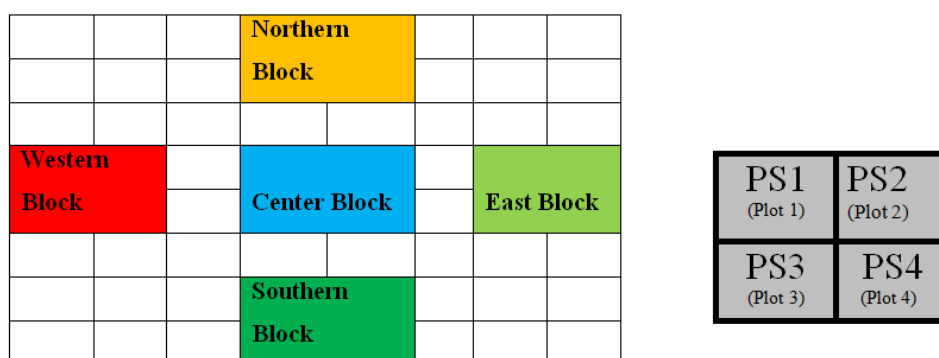 Northern
Block
Western
Block
Center Block
East Block
Southern
Block
PS1
(Plot 1)
PS2
(Plot 2)
PS3
(Plot 3)
PS4
(Plot 4)